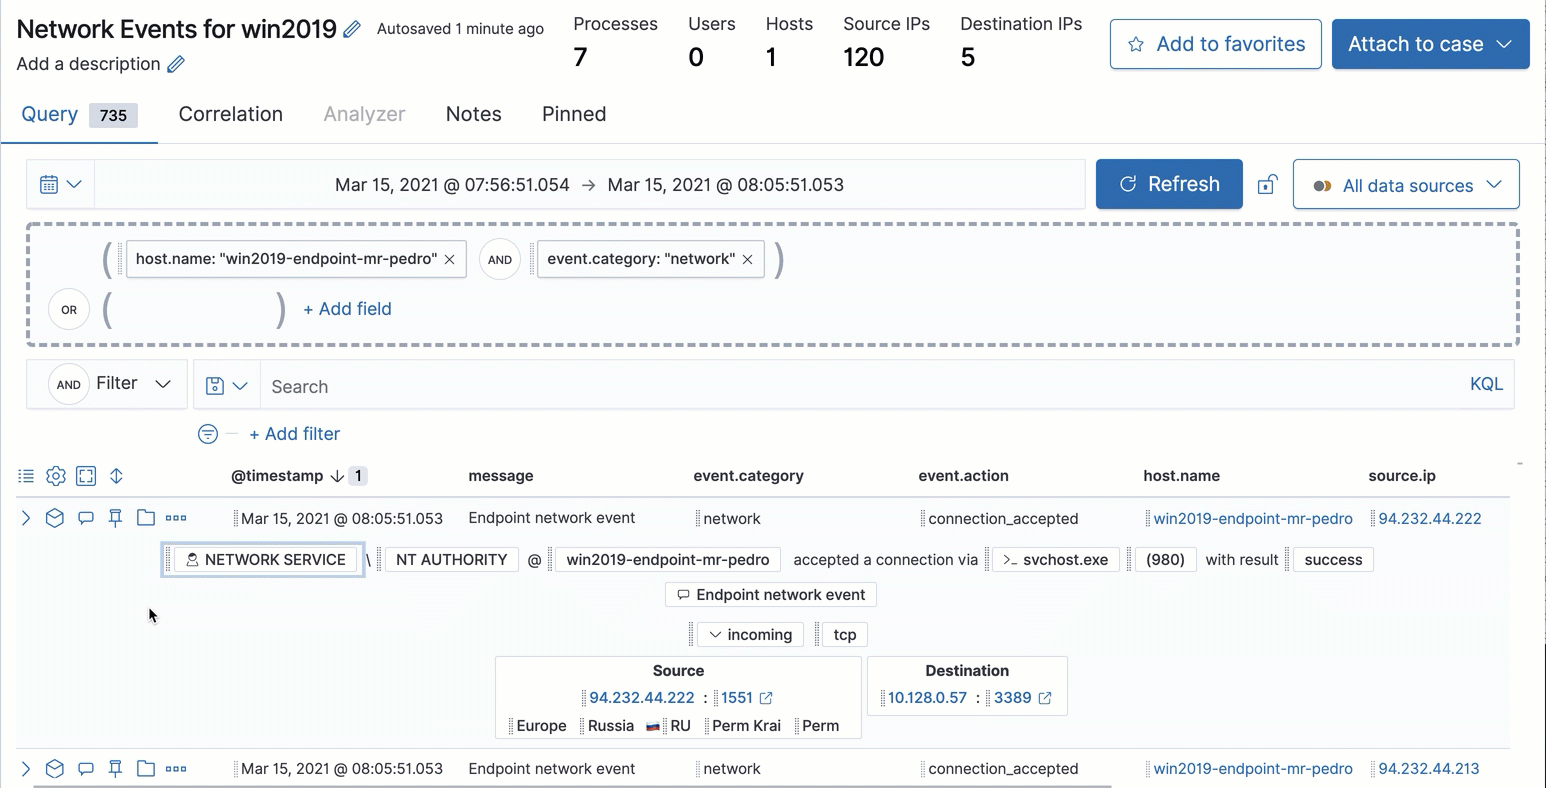 Network Events for win2019 Autosaved 1 minute ago
Add a description
Processes Users Hosts Source IPs Destination IPs
7 0 1 120 5
Add to favorites Attach to case
Query 735 Correlation Analyzer Notes Pinned
Mar 15, 2021 @ 07:56:51.054 → Mar 15, 2021 @ 08:05:51.053 Refresh All data sources
( host.name: "win2019-endpoint-mr-pedro" × AND event.category: "network" × )
OR ( ) + Add field
AND Filter Search KQL
+ Add filter
@timestamp ↓ 1 message event.category event.action host.name source.ip
Mar 15, 2021 @ 08:05:51.053 Endpoint network event network connection_accepted win2019-endpoint-mr-pedro 94.232.44.222
NETWORK SERVICE \ NT AUTHORITY @ win2019-endpoint-mr-pedro accepted a connection via >_ svchost.exe (980) with result success
Endpoint network event
incoming tcp
Source Destination
94.232.44.222 : 1551 10.128.0.57 : 3389
Europe Russia RU Perm Krai Perm
Mar 15, 2021 @ 08:05:51.053 Endpoint network event network connection_accepted win2019-endpoint-mr-pedro 94.232.44.213